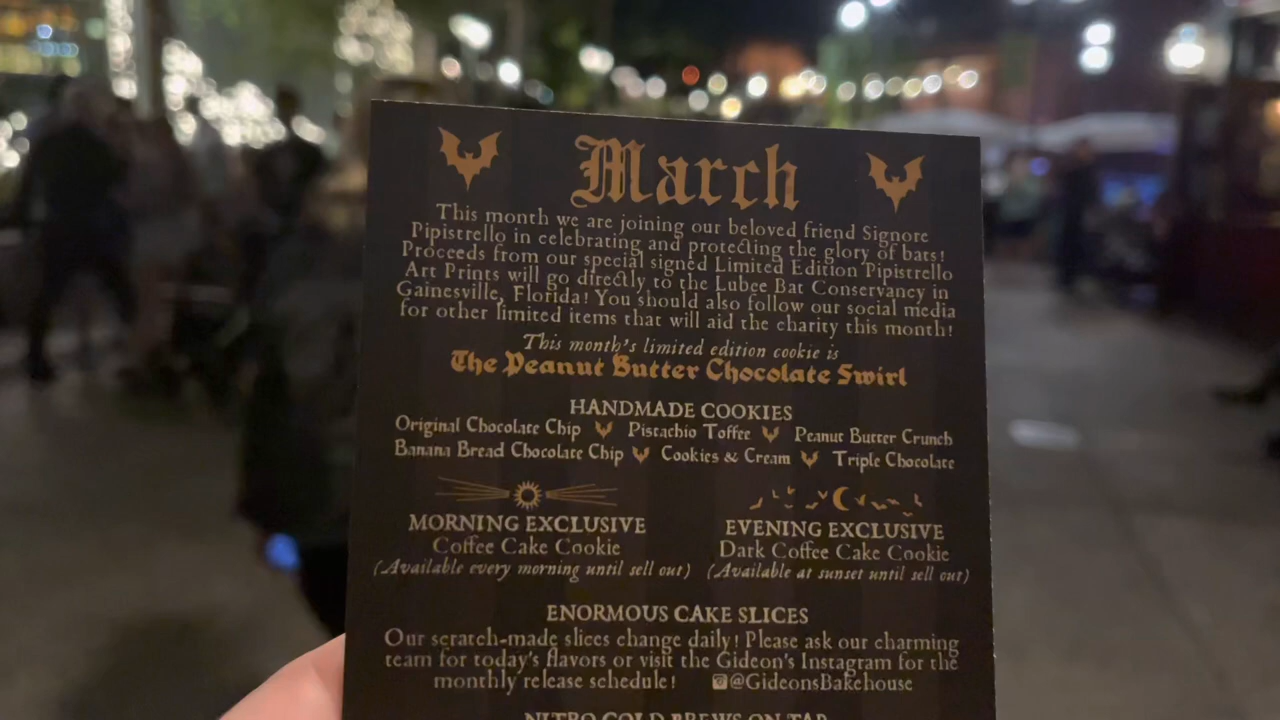 March
This month we are joining our beloved friend Signore
Pipistrello in celebrating and protecting the glory of bats!
Proceeds from our special signed Limited Edition Pipistrello
Art Prints will go directly to the Lubee Bat Conservancy in
Gainesville, Florida! You should also follow our social media
for other limited items that will aid the charity this month!
This month's limited edition cookie is
The Peanut Butter Chocolate Swirl
HANDMADE COOKIES
Original Chocolate Chip Pistachio Toffee Peanut Butter Crunch
Banana Bread Chocolate Chip Cookies & Cream Triple Chocolate
MORNING EXCLUSIVE
Coffee Cake Cookie
(Available every morning until sell out)
EVENING EXCLUSIVE
Dark Coffee Cake Cookie
(Available at sunset until sell out)
ENORMOUS CAKE SLICES
Our scratch-made slices change daily! Please ask our charming
team for today's flavors or visit the Gideon's Instagram for the
monthly release schedule! @GideonsBakehouse
NITRO COLD BREWS ON TAP